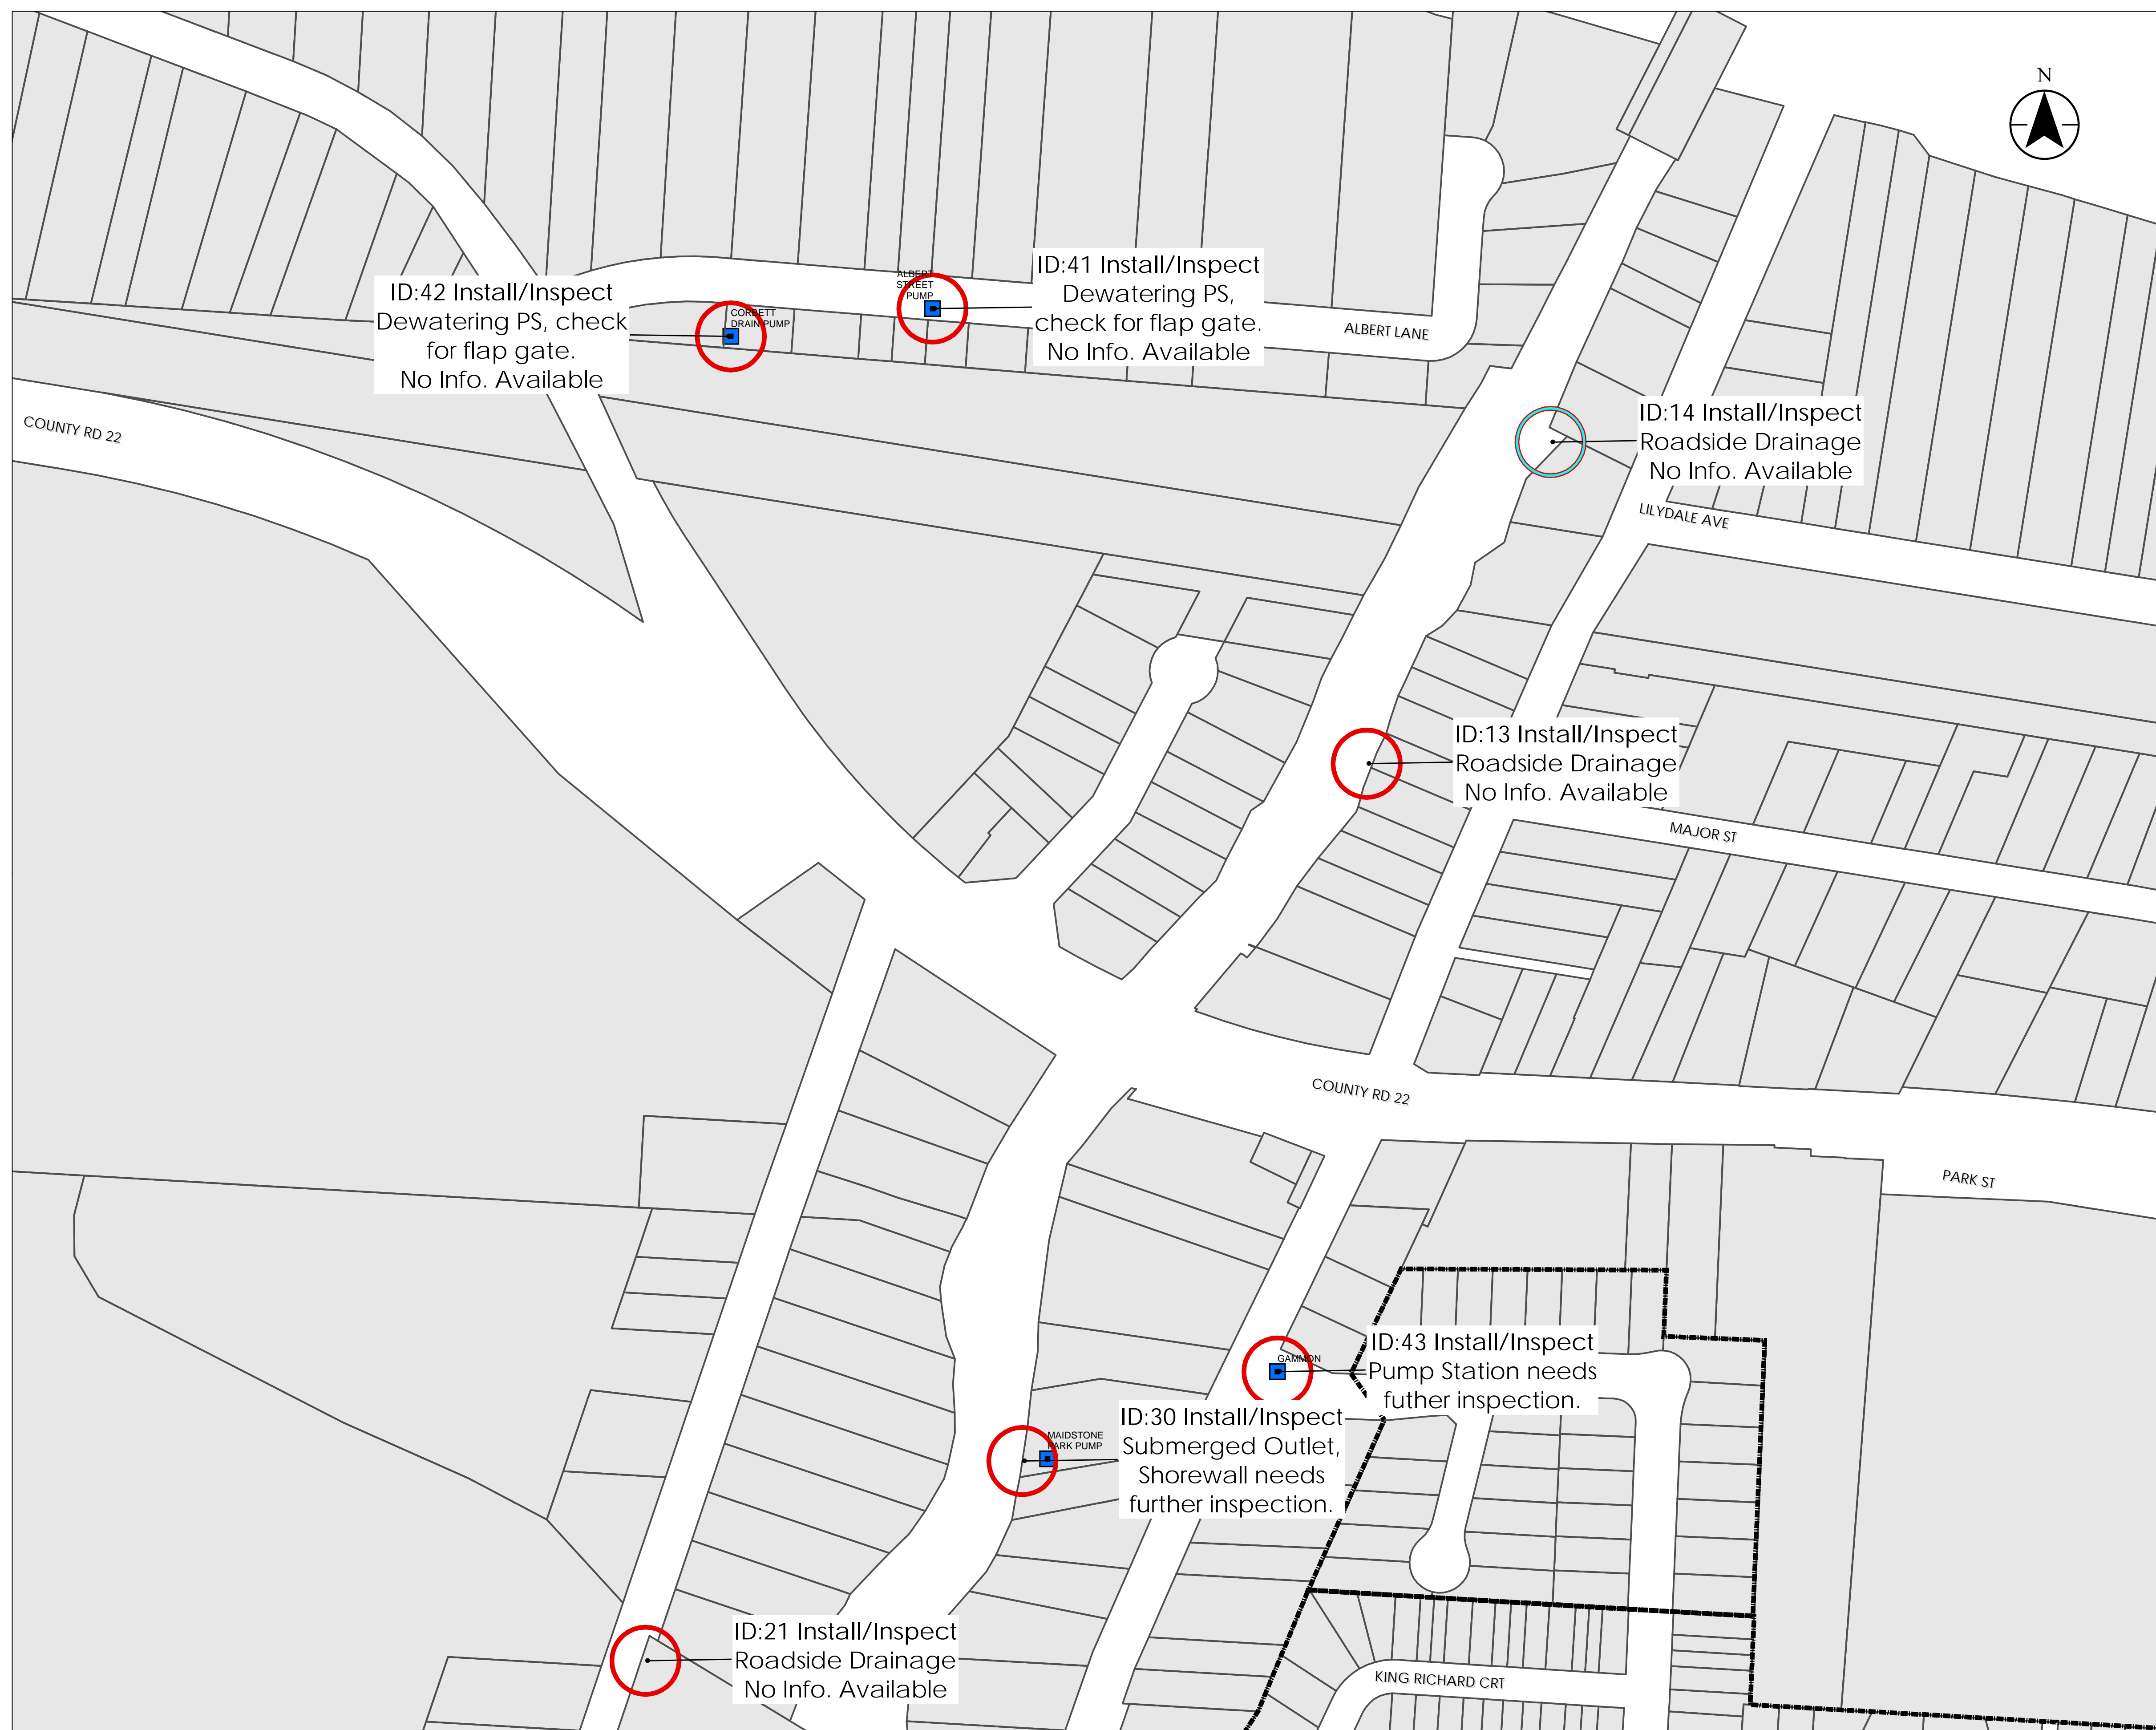 N
ID:41 Install/Inspect
Dewatering PS,
check for flap gate.
No Info. Available
ALBERT
STREET
PUMP
ID:42 Install/Inspect
Dewatering PS, check
for flap gate.
No Info. Available
CORBETT
DRAIN PUMP
ALBERT LANE
COUNTY RD 22
ID:14 Install/Inspect
Roadside Drainage
No Info. Available
LILYDALE AVE
ID:13 Install/Inspect
Roadside Drainage
No Info. Available
MAJOR ST
COUNTY RD 22
PARK ST
ID:43 Install/Inspect
Pump Station needs
futher inspection.
GAMMON
ID:30 Install/Inspect
Submerged Outlet,
Shorewall needs
further inspection.
MAIDSTONE
PARK PUMP
ID:21 Install/Inspect
Roadside Drainage
No Info. Available
KING RICHARD CRT